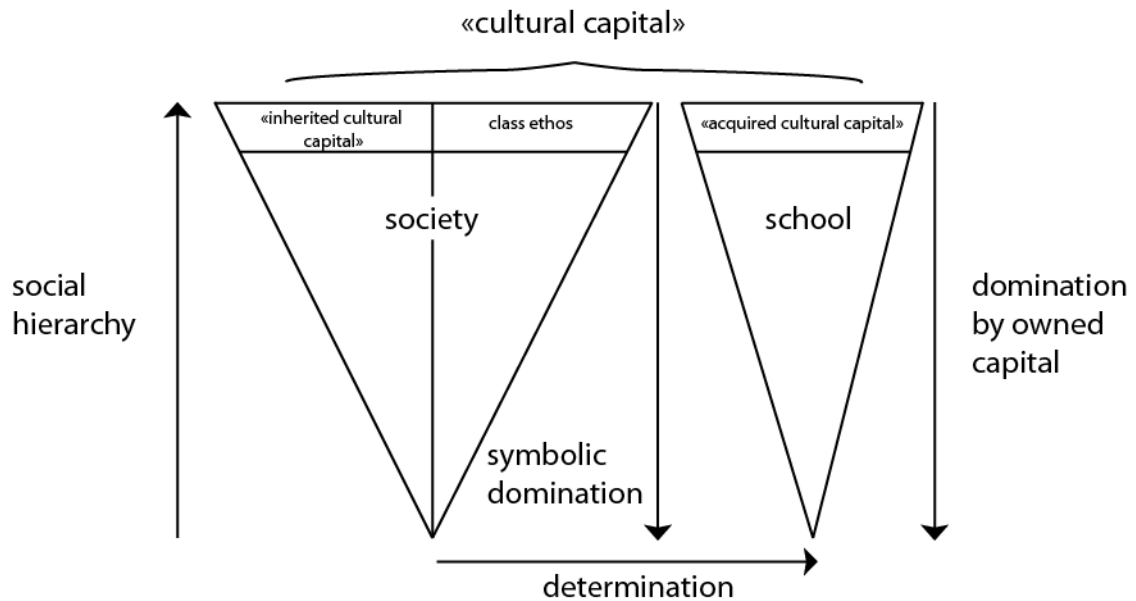 «cultural capital»
«inherited cultural
capital»
class ethos
«acquired cultural capital»
society
school
social
hierarchy
domination
by owned
capital
symbolic
domination
determination